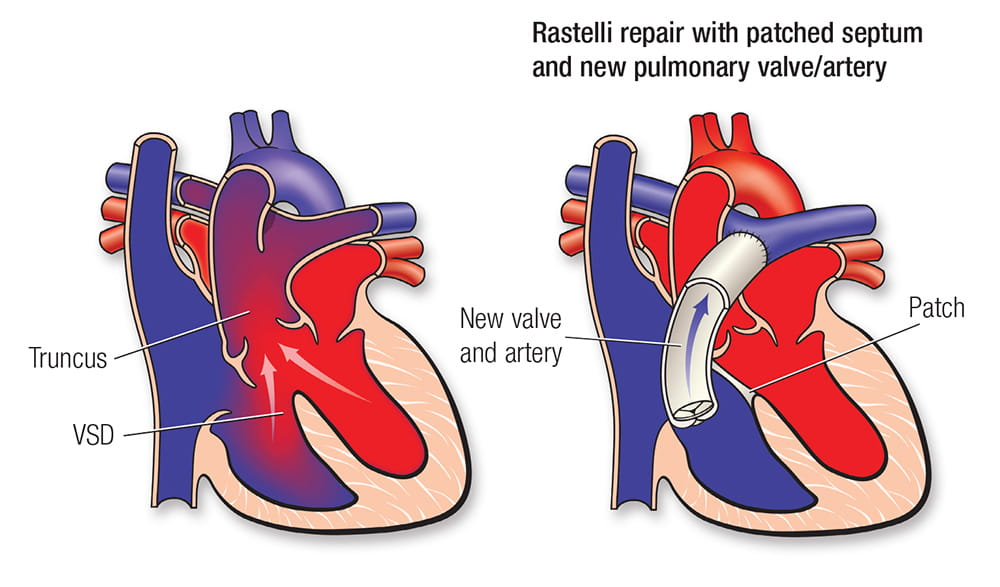 Rastelli repair with patched septum
and new pulmonary valve/artery
Truncus
VSD
New valve
and artery
Patch